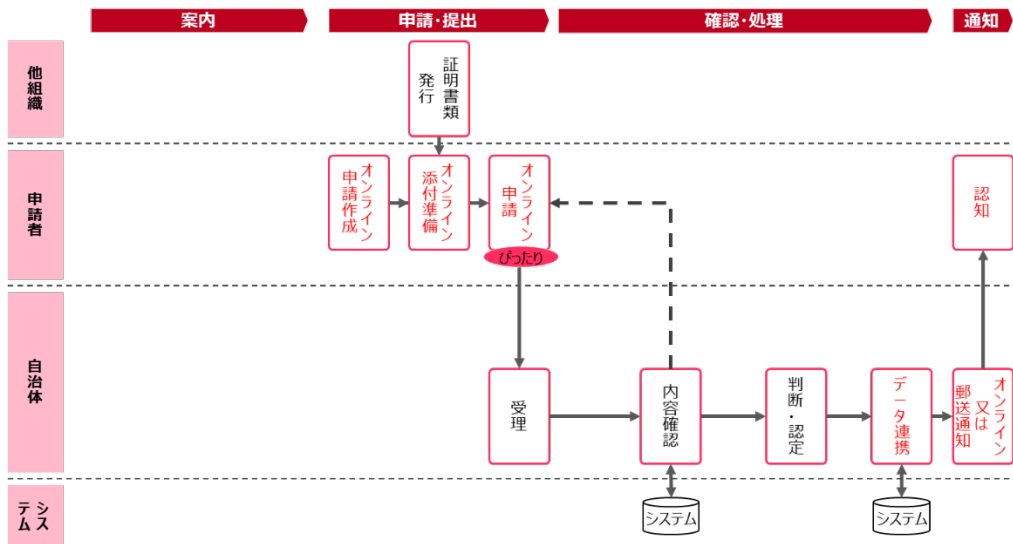 案内
申請・提出
確認・処理
通知
他組織
証明書類
発行
申請者
オンライン
申請作成
オンライン
添付準備
オンライン
申請
ぴったり
認知
自治体
受理
内容確認
判断・認定
データ連携
オンライン
又は
郵送通知
シス
テム
システム
システム